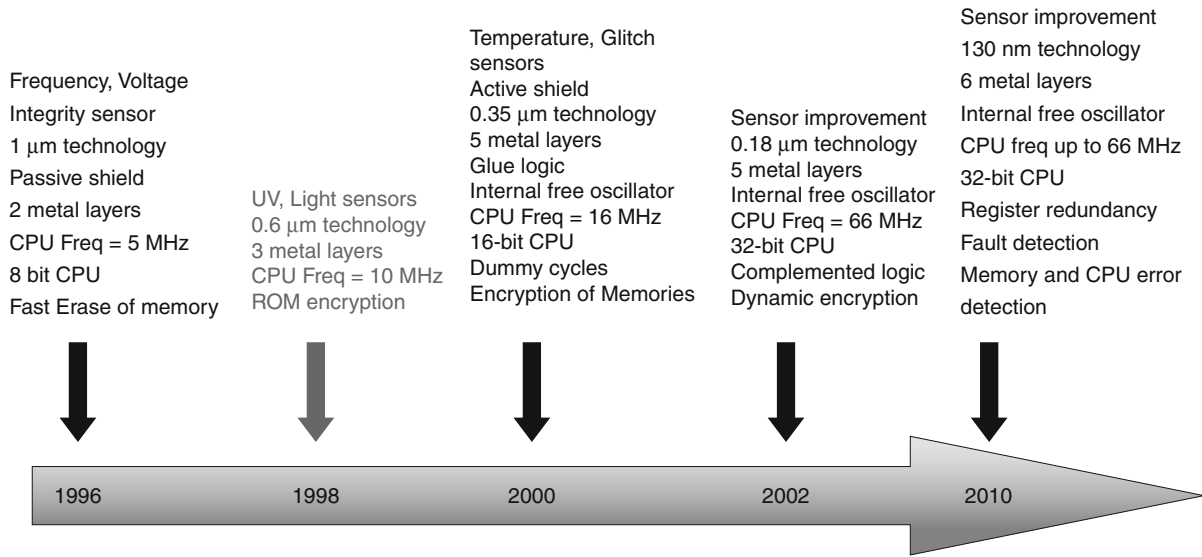 Frequency, Voltage
Integrity sensor
1 μm technology
Passive shield
2 metal layers
CPU Freq = 5 MHz
8 bit CPU
Fast Erase of memory
UV, Light sensors
0.6 μm technology
3 metal layers
CPU Freq = 10 MHz
ROM encryption
Temperature, Glitch
sensors
Active shield
0.35 μm technology
5 metal layers
Glue logic
Internal free oscillator
CPU Freq = 16 MHz
16-bit CPU
Dummy cycles
Encryption of Memories
Sensor improvement
0.18 μm technology
5 metal layers
Internal free oscillator
CPU Freq = 66 MHz
32-bit CPU
Complemented logic
Dynamic encryption
Sensor improvement
130 nm technology
6 metal layers
Internal free oscillator
CPU freq up to 66 MHz
32-bit CPU
Register redundancy
Fault detection
Memory and CPU error
detection
1996
1998
2000
2002
2010